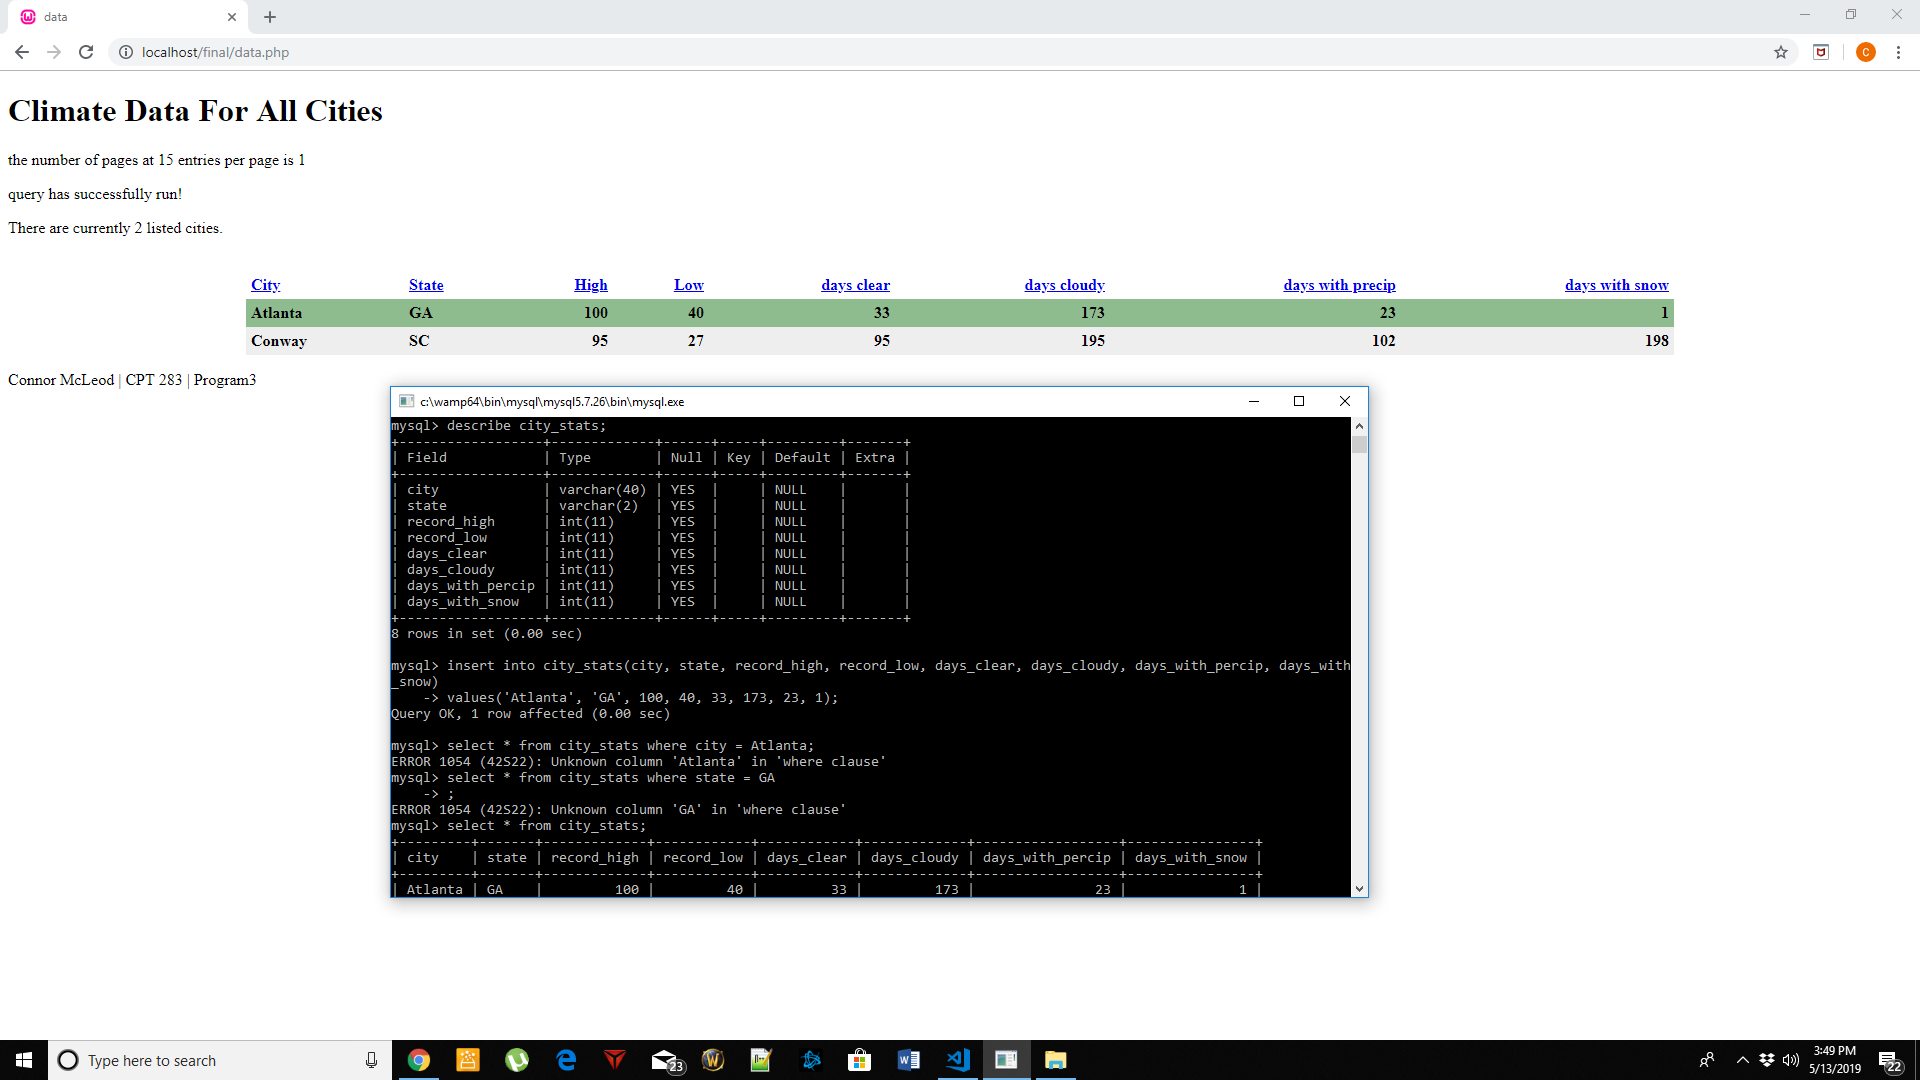 data
localhost/final/data.php
C
Climate Data For All Cities
the number of pages at 15 entries per page is 1
query has successfully run!
There are currently 2 listed cities.
City State High Low days clear days cloudy days with precip days with snow
Atlanta GA 100 40 33 173 23 1
Conway SC 95 27 95 195 102 198
Connor McLeod | CPT 283 | Program3
c:\wamp64\bin\mysql\mysql5.7.26\bin\mysql.exe
mysql> describe city_stats;
+------------------+-------------+------+-----+---------+-------+
| Field            | Type        | Null | Key | Default | Extra |
+------------------+-------------+------+-----+---------+-------+
| city             | varchar(40) | YES  |     | NULL    |       |
| state            | varchar(2)  | YES  |     | NULL    |       |
| record_high      | int(11)     | YES  |     | NULL    |       |
| record_low       | int(11)     | YES  |     | NULL    |       |
| days_clear       | int(11)     | YES  |     | NULL    |       |
| days_cloudy      | int(11)     | YES  |     | NULL    |       |
| days_with_percip | int(11)     | YES  |     | NULL    |       |
| days_with_snow   | int(11)     | YES  |     | NULL    |       |
+------------------+-------------+------+-----+---------+-------+
8 rows in set (0.00 sec)
mysql> insert into city_stats(city, state, record_high, record_low, days_clear, days_cloudy, days_with_percip, days_with
_snow)
    -> values('Atlanta', 'GA', 100, 40, 33, 173, 23, 1);
Query OK, 1 row affected (0.00 sec)
mysql> select * from city_stats where city = Atlanta;
ERROR 1054 (42S22): Unknown column 'Atlanta' in 'where clause'
mysql> select * from city_stats where state = GA
    -> ;
ERROR 1054 (42S22): Unknown column 'GA' in 'where clause'
mysql> select * from city_stats;
+---------+-------+-------------+------------+------------+-------------+------------------+----------------+
| city    | state | record_high | record_low | days_clear | days_cloudy | days_with_percip | days_with_snow |
+---------+-------+-------------+------------+------------+-------------+------------------+----------------+
| Atlanta | GA    |         100 |         40 |         33 |         173 |               23 |              1 |
Type here to search
23
W
3:49 PM
5/13/2019
22